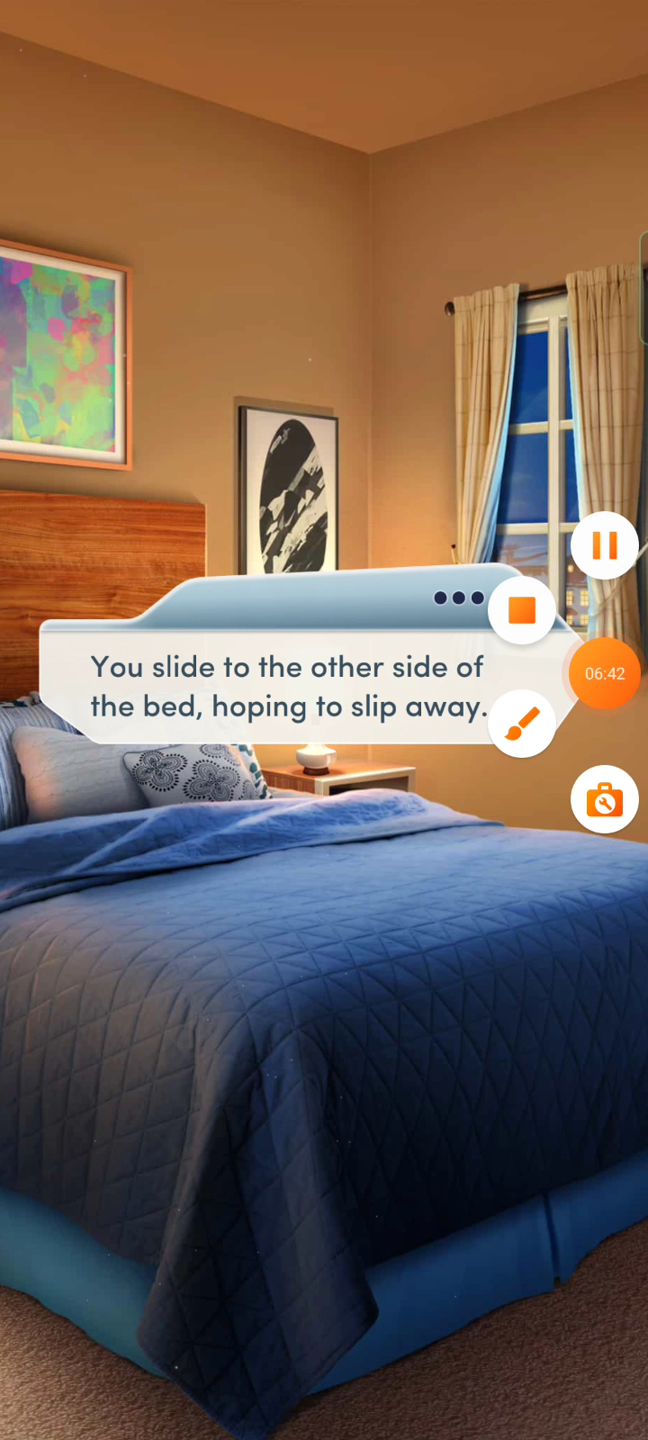 You slide to the other side of
the bed, hoping to slip away.
06:42